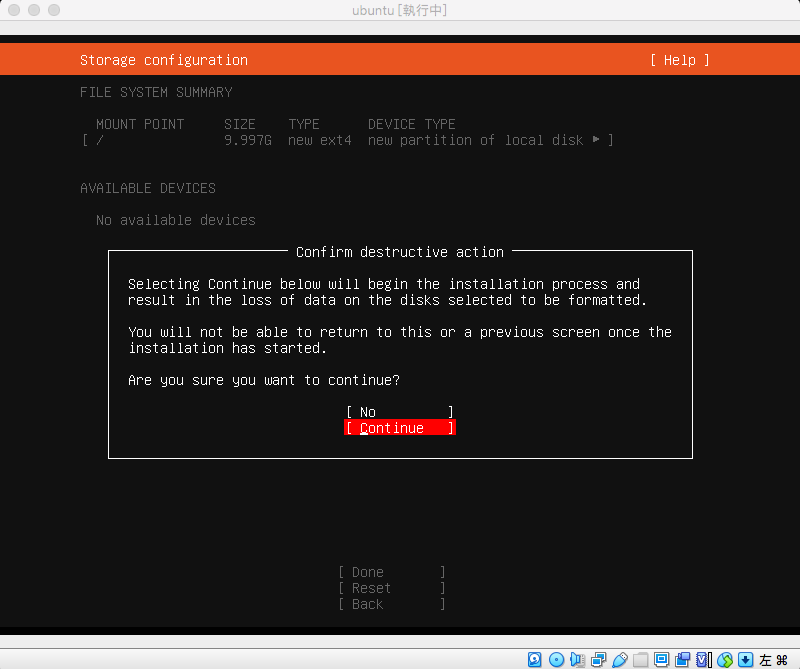 ubuntu [執行中]
Storage configuration [ Help ]
FILE SYSTEM SUMMARY
MOUNT POINT SIZE TYPE DEVICE TYPE
[ / 9.997G new ext4 new partition of local disk ▸ ]
AVAILABLE DEVICES
No available devices
Confirm destructive action
Selecting Continue below will begin the installation process and
result in the loss of data on the disks selected to be formatted.
You will not be able to return to this or a previous screen once the
installation has started.
Are you sure you want to continue?
[ No ]
[ Continue ]
[ Done ]
[ Reset ]
[ Back ]
左 ⌘